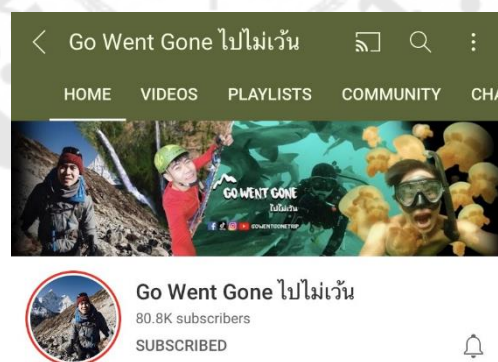 Go Went Gone ไปไม่เว้น
HOME VIDEOS PLAYLISTS COMMUNITY CHA
GO WENT GONE
ไปไม่เว้น
GOWENTGONETRIP
Go Went Gone ไปไม่เว้น
80.8K subscribers
SUBSCRIBED